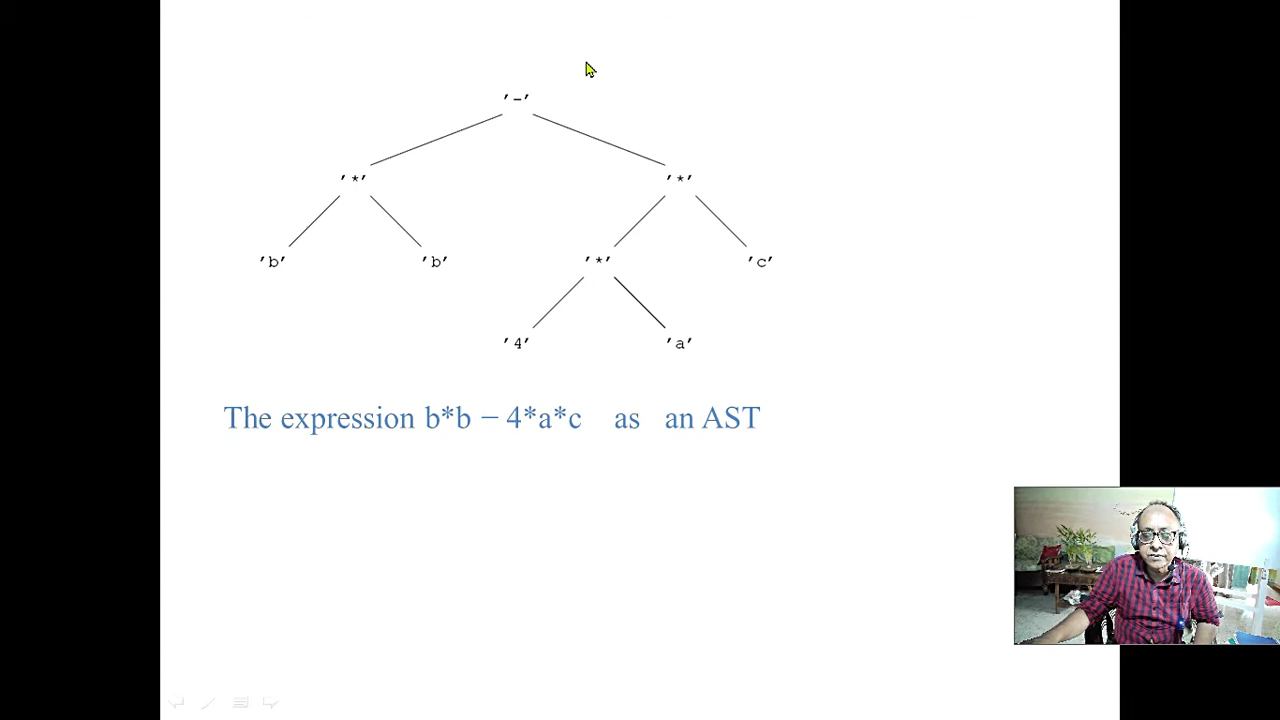 '-'
'*' '*'
'b' 'b' '*' 'c'
'4' 'a'
The expression b*b − 4*a*c as an AST